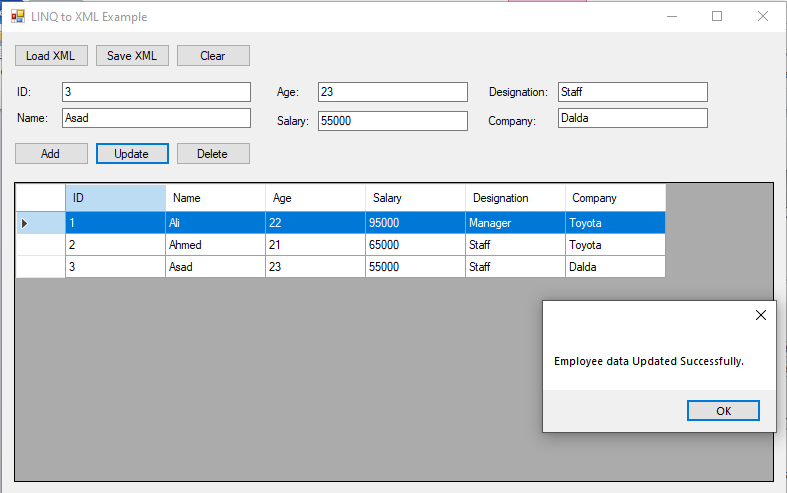 LINQ to XML Example
Load XML Save XML Clear
ID: 3 Age: 23 Designation: Staff
Name: Asad Salary: 55000 Company: Dalda
Add Update Delete
ID Name Age Salary Designation Company
1 Ali 22 95000 Manager Toyota
2 Ahmed 21 65000 Staff Toyota
3 Asad 23 55000 Staff Dalda
Employee data Updated Successfully.
OK